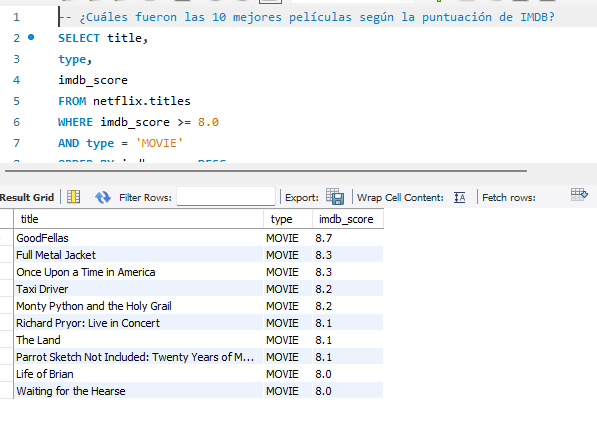 1 -- ¿Cuáles fueron las 10 mejores películas según la puntuación de IMDB?
2 SELECT title,
3 type,
4 imdb_score
5 FROM netflix.titles
6 WHERE imdb_score >= 8.0
7 AND type = 'MOVIE'
Result Grid Filter Rows: Export: Wrap Cell Content: Fetch rows:
title type imdb_score
GoodFellas MOVIE 8.7
Full Metal Jacket MOVIE 8.3
Once Upon a Time in America MOVIE 8.3
Taxi Driver MOVIE 8.2
Monty Python and the Holy Grail MOVIE 8.2
Richard Pryor: Live in Concert MOVIE 8.1
The Land MOVIE 8.1
Parrot Sketch Not Included: Twenty Years of M... MOVIE 8.1
Life of Brian MOVIE 8.0
Waiting for the Hearse MOVIE 8.0